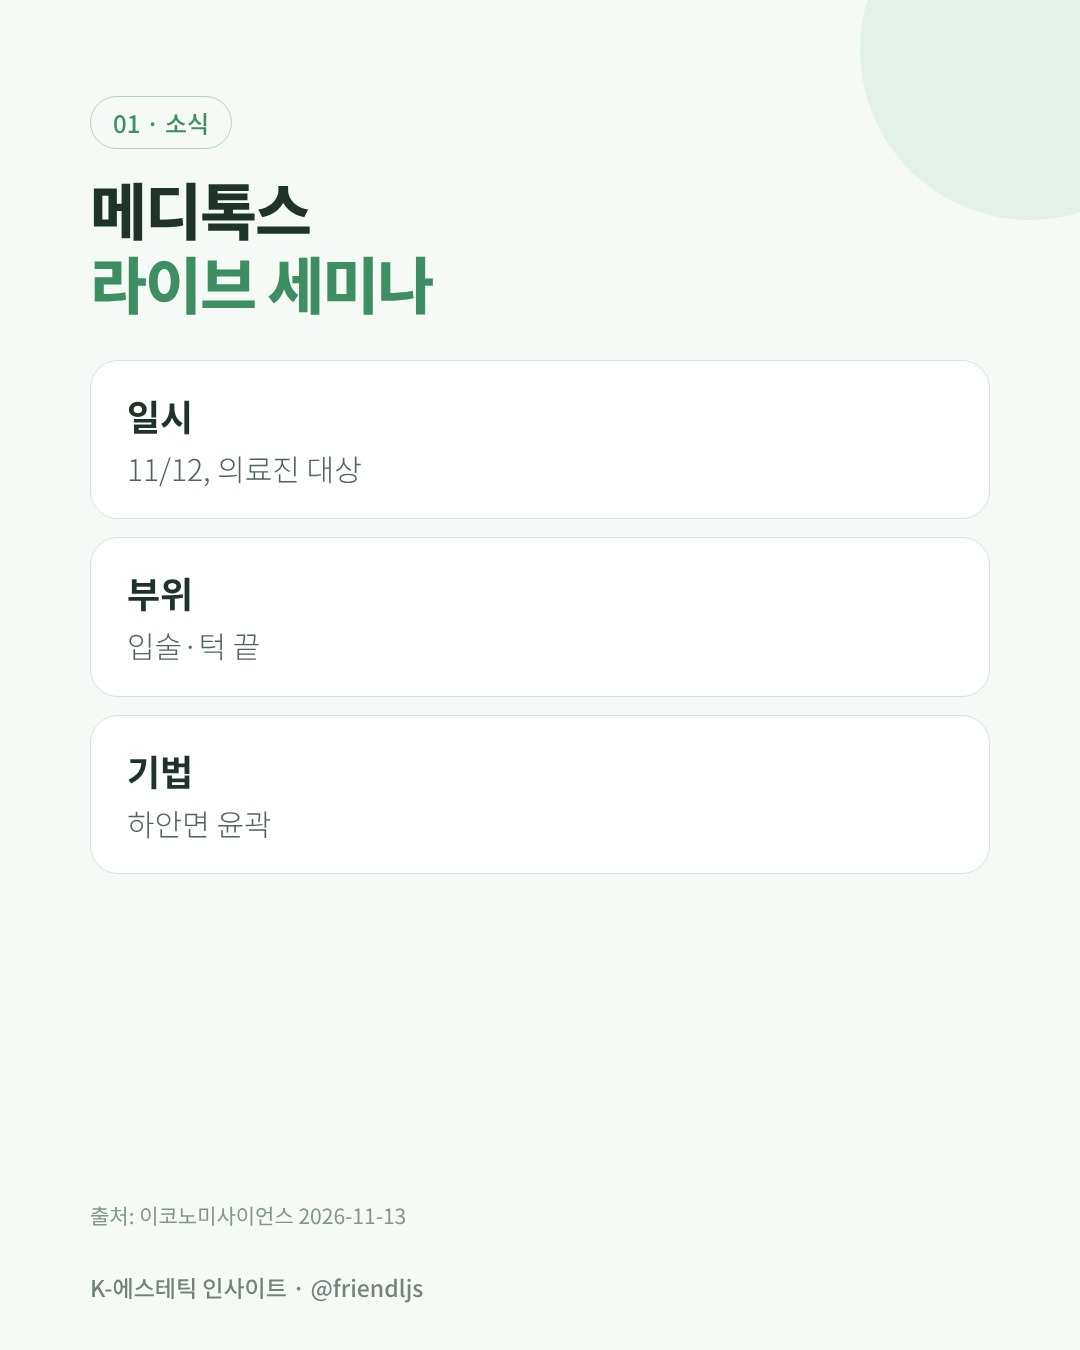 01 · 소식
메디톡스
라이브 세미나
일시
11/12, 의료진 대상
부위
입술·턱 끝
기법
하안면 윤곽
출처: 이코노미사이언스 2026-11-13
K-에스테틱 인사이트 · @friendljs